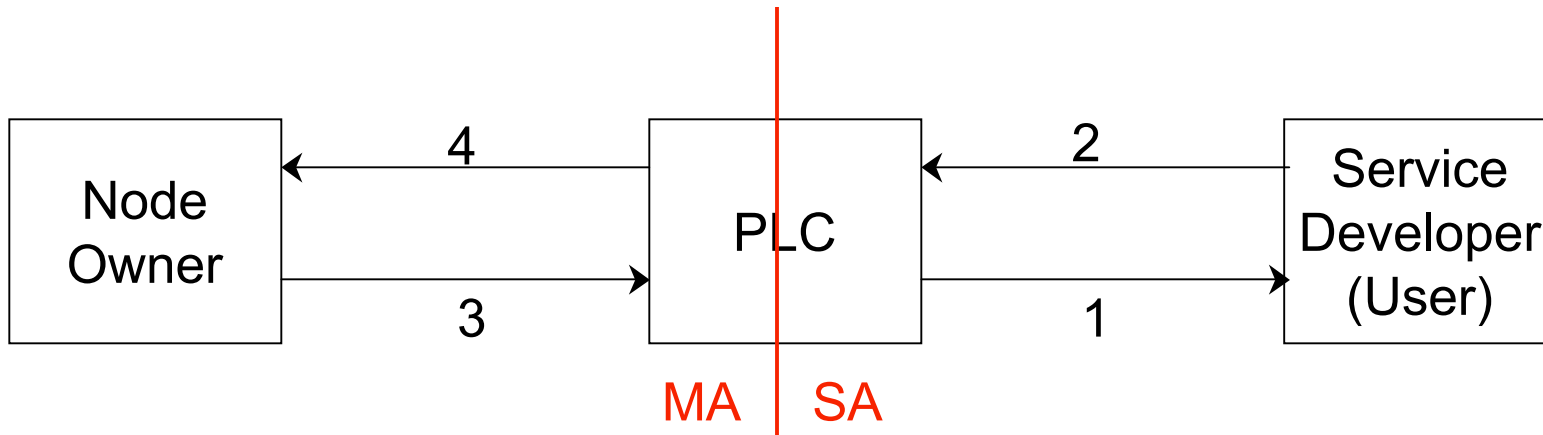 4
2
Node
Owner
PLC
Service
Developer
(User)
3
1
MA
SA